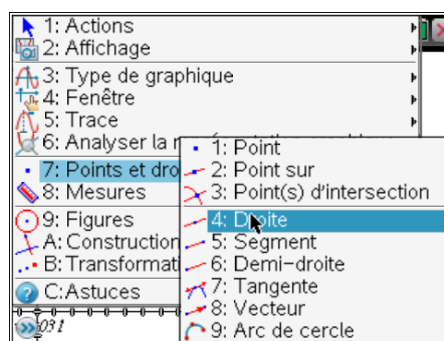 1: Actions
2: Affichage
3: Type de graphique
4: Fenêtre
5: Trace
6: Analyser la
7: Points et dro
8: Mesures
9: Figures
A: Construction
B: Transformati
C:Astuces
1: Point
2: Point sur
3: Point(s) d'intersection
4: Droite
5: Segment
6: Demi-droite
7: Tangente
8: Vecteur
9: Arc de cercle